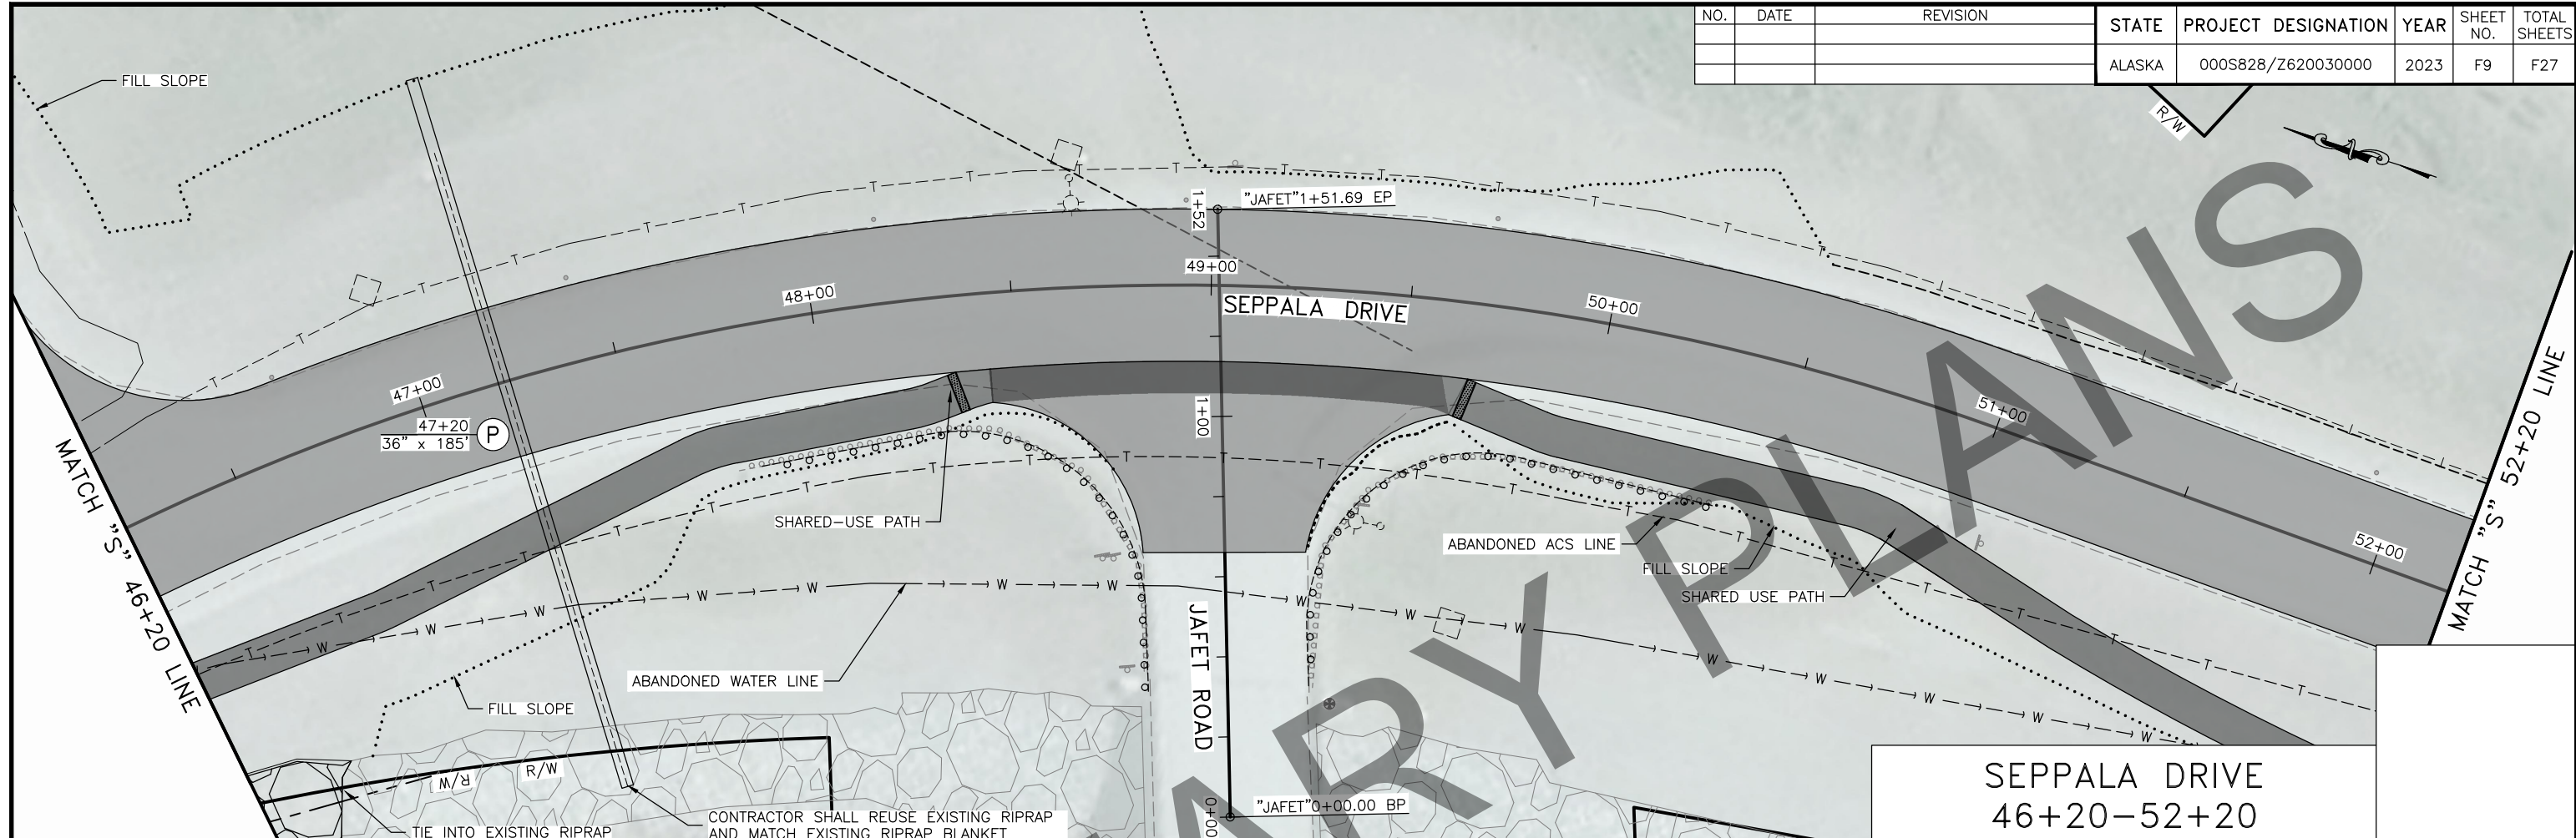 NO. DATE REVISION
STATE PROJECT DESIGNATION YEAR SHEET NO. TOTAL SHEETS
ALASKA 000S828/Z620030000 2023 F9 F27
FILL SLOPE
R/W
1+52
"JAFET"1+51.69 EP
49+00
48+00
SEPPALA DRIVE
50+00
47+00
47+20
36" x 185'
P
1+00
51+00
52+00
MATCH "S" 46+20 LINE
MATCH "S" 52+20 LINE
SHARED-USE PATH
ABANDONED ACS LINE
FILL SLOPE
SHARED USE PATH
ABANDONED WATER LINE
FILL SLOPE
JAFET ROAD
R/W
R/W
0+00
"JAFET"0+00.00 BP
CONTRACTOR SHALL REUSE EXISTING RIPRAP
AND MATCH EXISTING RIPRAP BLANKET
TIE INTO EXISTING RIPRAP
SEPPALA DRIVE
46+20-52+20
ARY PLANS
T T T T T T T T T T T T T T T T T
T T T T T T T T T T T T T T
W W W W W W W W W W W W W W W